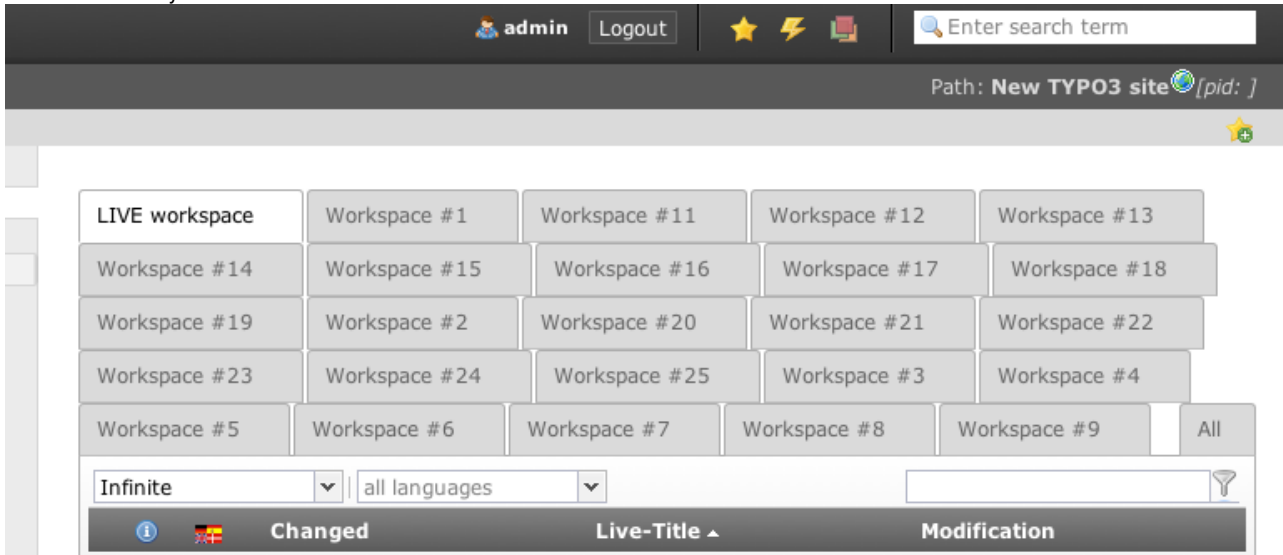 admin Logout Enter search term
Path: New TYPO3 site [pid: ]
LIVE workspace Workspace #1 Workspace #11 Workspace #12 Workspace #13
Workspace #14 Workspace #15 Workspace #16 Workspace #17 Workspace #18
Workspace #19 Workspace #2 Workspace #20 Workspace #21 Workspace #22
Workspace #23 Workspace #24 Workspace #25 Workspace #3 Workspace #4
Workspace #5 Workspace #6 Workspace #7 Workspace #8 Workspace #9 All
Infinite all languages
Changed Live-Title Modification